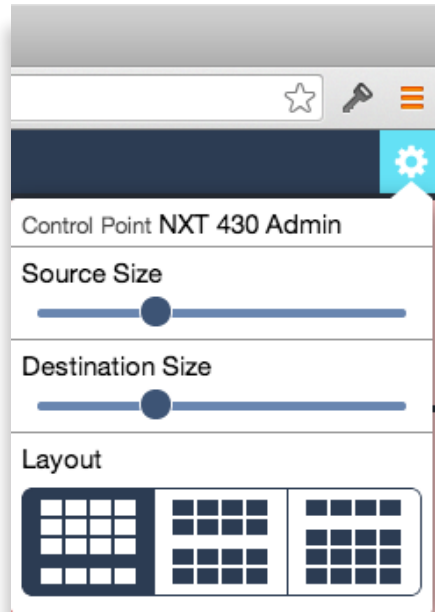 Control Point NXT 430 Admin
Source Size
Destination Size
Layout